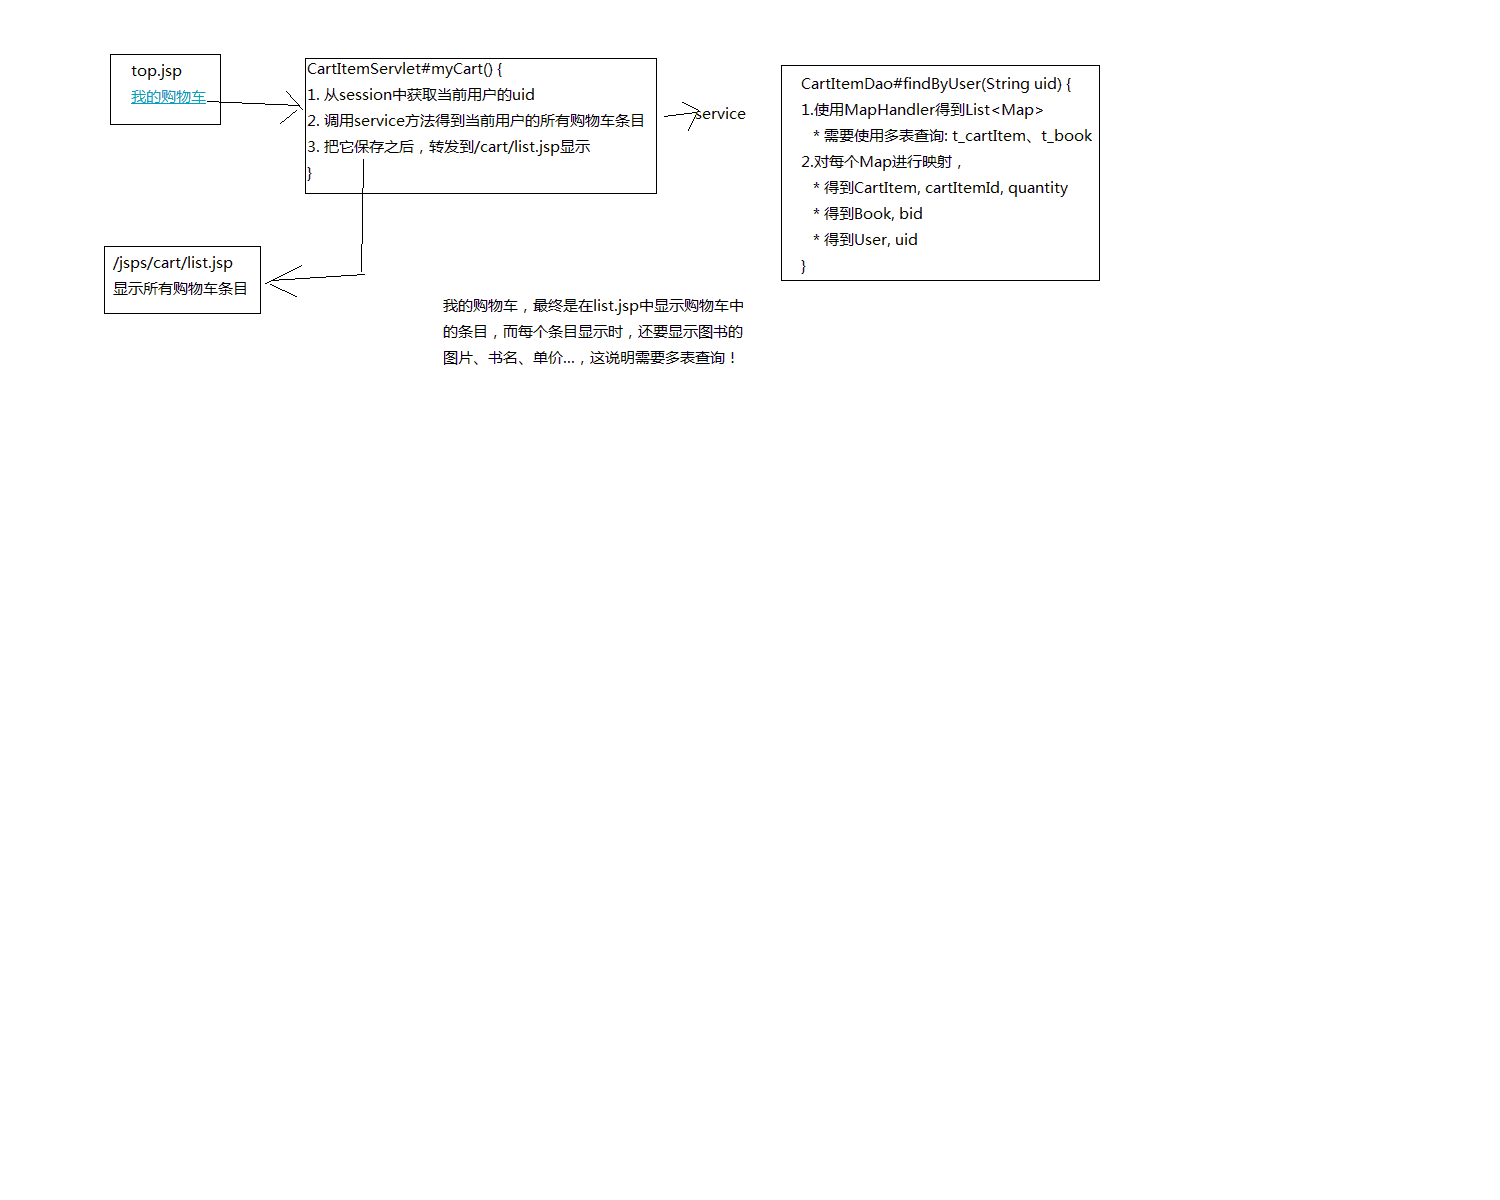 top.jsp
我的购物车
CartItemServlet#myCart() {
1. 从session中获取当前用户的uid
2. 调用service方法得到当前用户的所有购物车条目
3. 把它保存之后，转发到/cart/list.jsp显示
}
service
CartItemDao#findByUser(String uid) {
1.使用MapHandler得到List<Map>
* 需要使用多表查询: t_cartItem、t_book
2.对每个Map进行映射，
* 得到CartItem, cartItemId, quantity
* 得到Book, bid
* 得到User, uid
}
/jsps/cart/list.jsp
显示所有购物车条目
我的购物车，最终是在list.jsp中显示购物车中
的条目，而每个条目显示时，还要显示图书的
图片、书名、单价...，这说明需要多表查询！